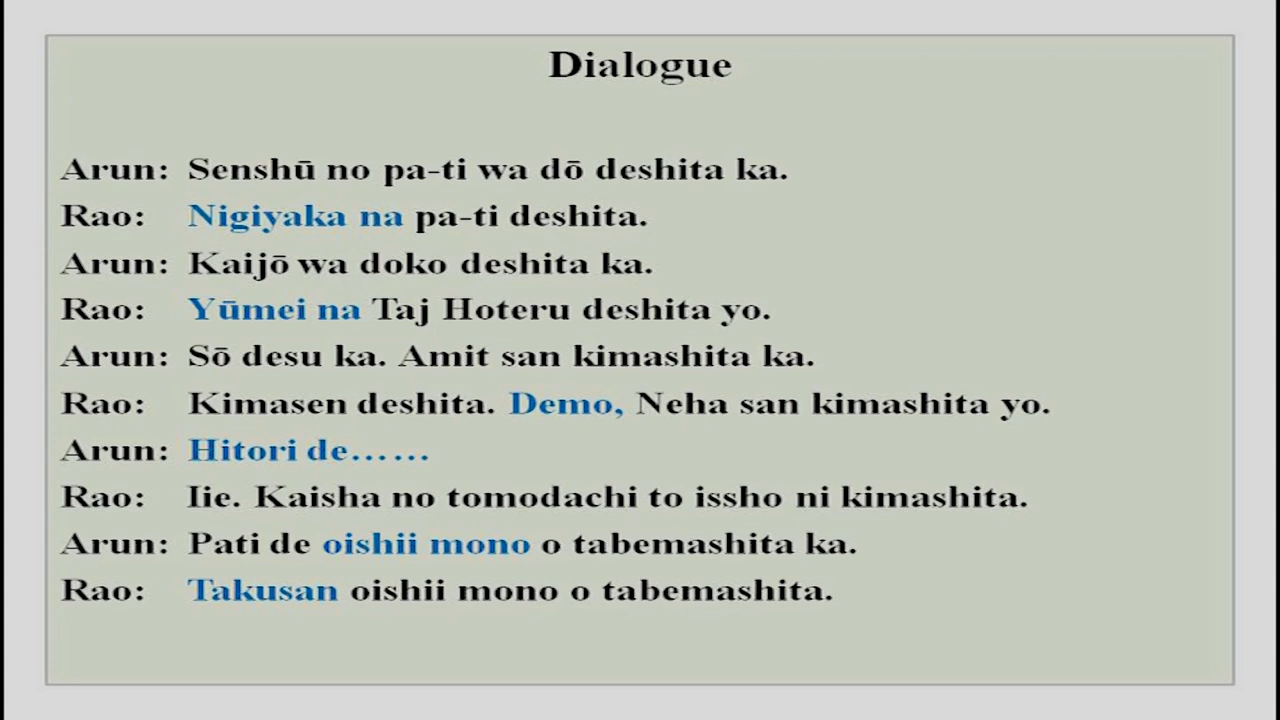 Dialogue
Arun: Senshū no pa-ti wa dō deshita ka.
Rao: Nigiyaka na pa-ti deshita.
Arun: Kaijō wa doko deshita ka.
Rao: Yūmei na Taj Hoteru deshita yo.
Arun: Sō desu ka. Amit san kimashita ka.
Rao: Kimasen deshita. Demo, Neha san kimashita yo.
Arun: Hitori de……
Rao: Iie. Kaisha no tomodachi to issho ni kimashita.
Arun: Pati de oishii mono o tabemashita ka.
Rao: Takusan oishii mono o tabemashita.